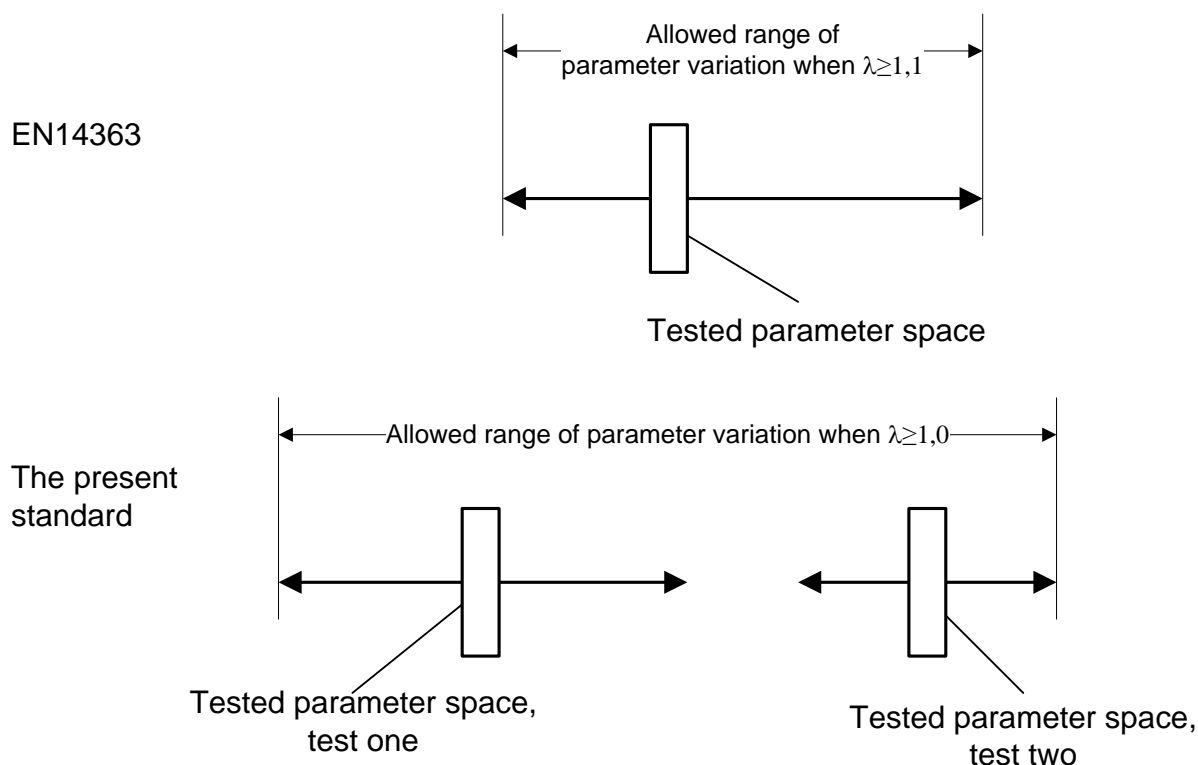 Allowed range of
parameter variation when λ≥1,1
EN14363
Tested parameter space
Allowed range of parameter variation when λ≥1,0
The present
standard
Tested parameter space,
test one
Tested parameter space,
test two